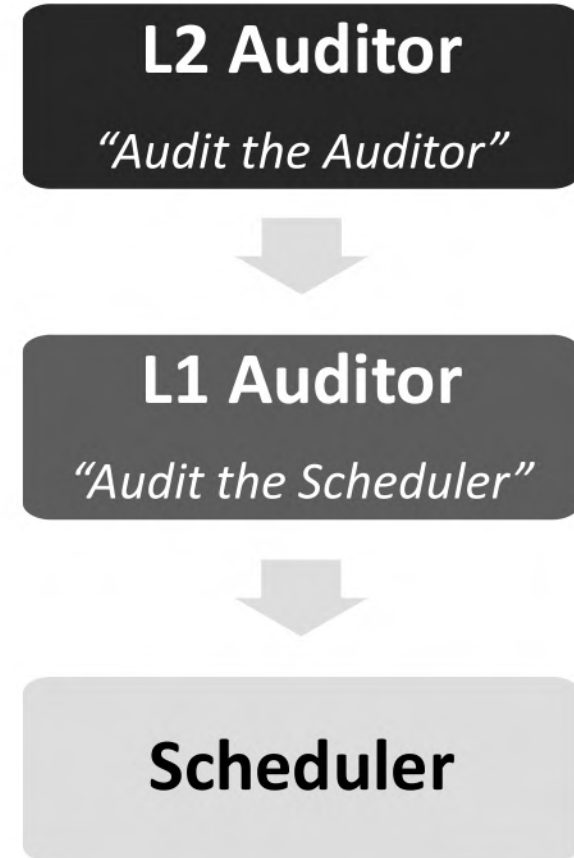 L2 Auditor
“Audit the Auditor”
L1 Auditor
“Audit the Scheduler”
Scheduler